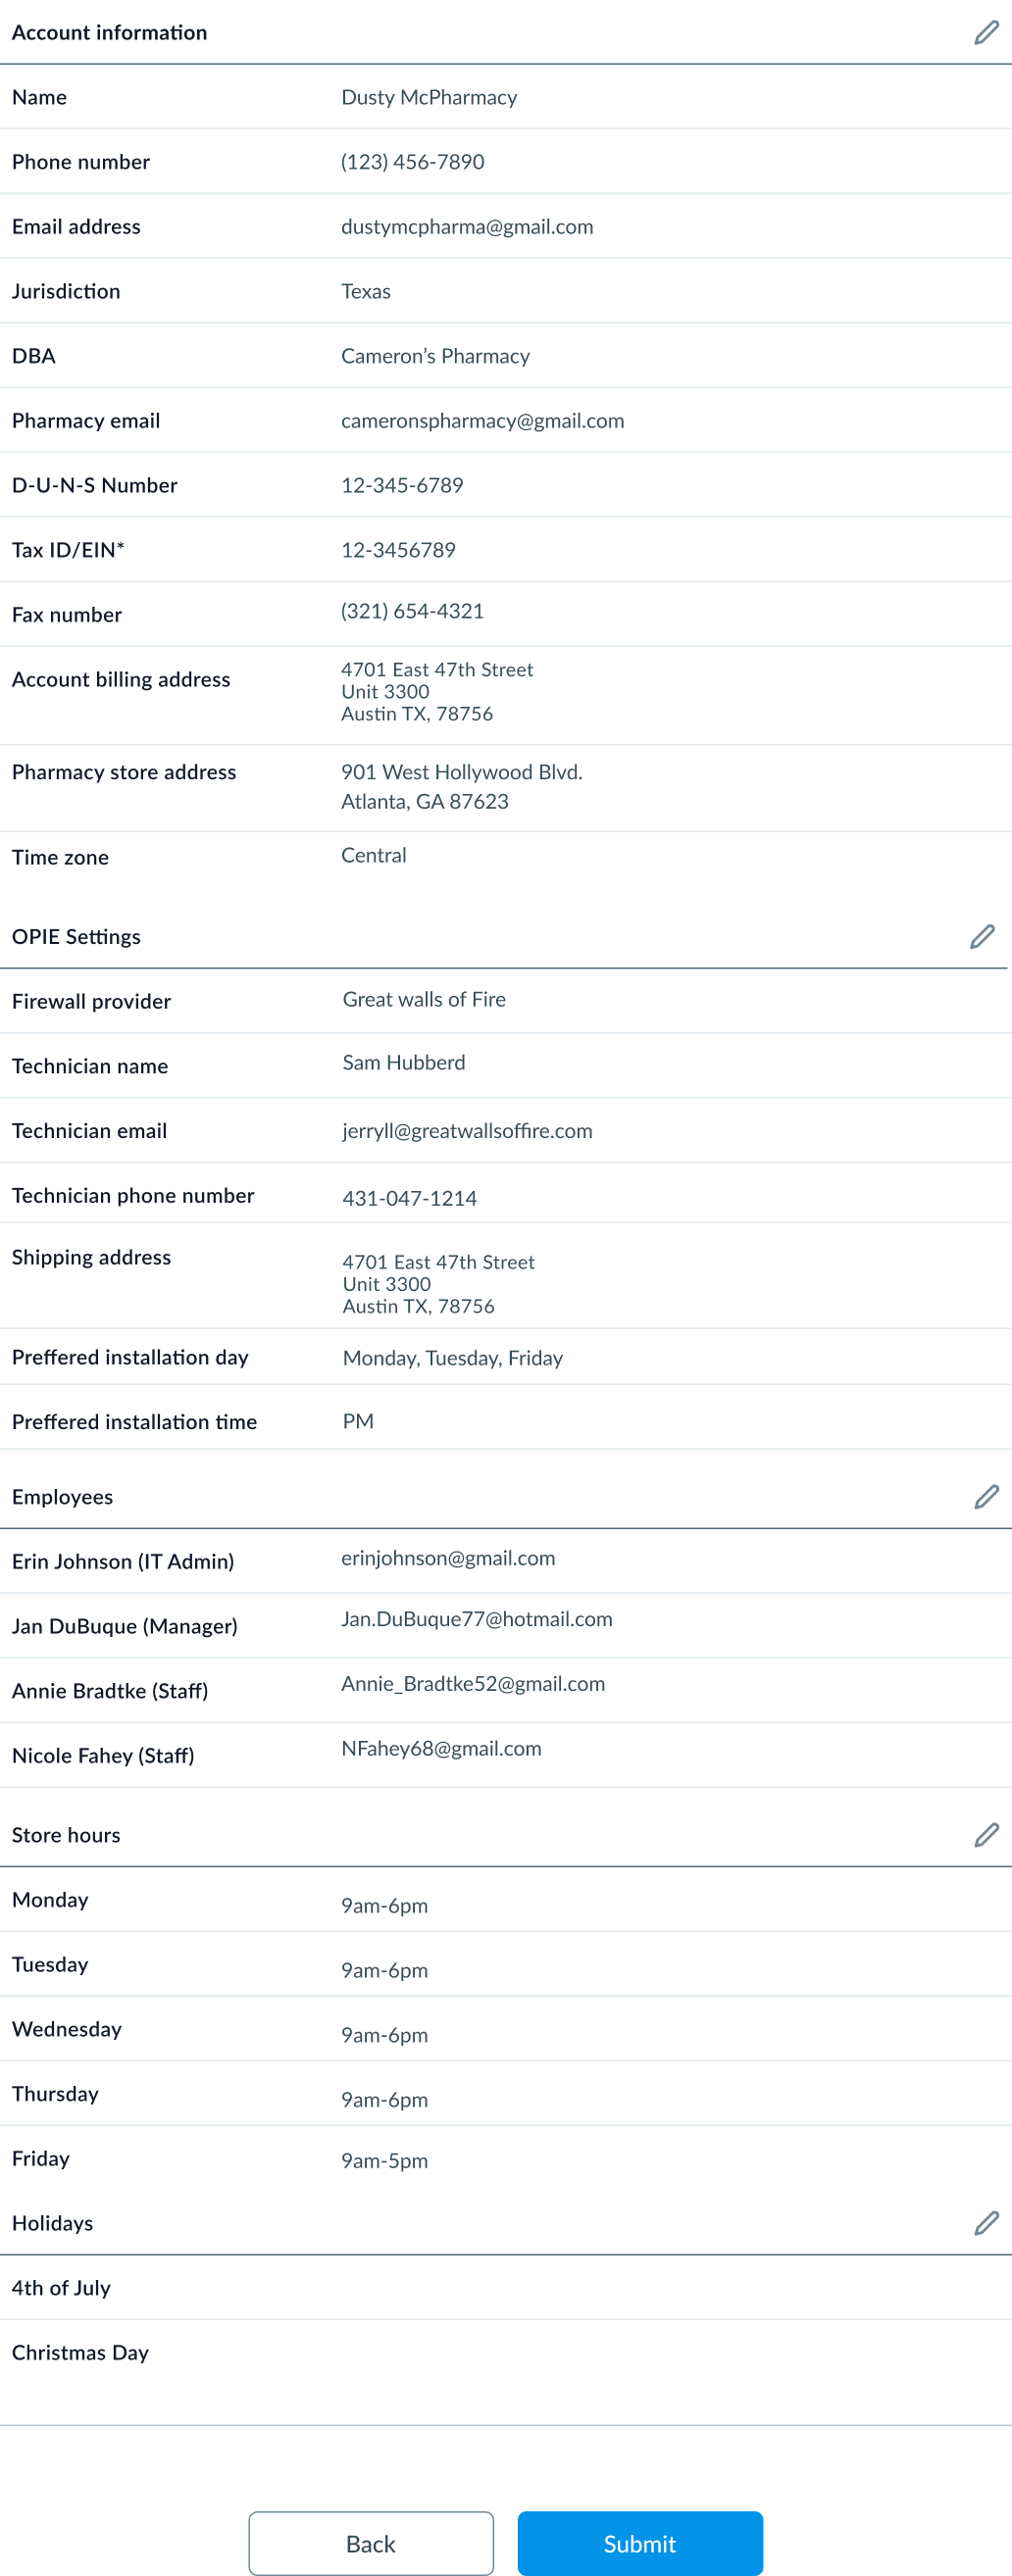 Account information
Name Dusty McPharmacy
Phone number (123) 456-7890
Email address dustymcpharma@gmail.com
Jurisdiction Texas
DBA Cameron’s Pharmacy
Pharmacy email cameronspharmacy@gmail.com
D-U-N-S Number 12-345-6789
Tax ID/EIN* 12-3456789
Fax number (321) 654-4321
Account billing address 4701 East 47th Street
Unit 3300
Austin TX, 78756
Pharmacy store address 901 West Hollywood Blvd.
Atlanta, GA 87623
Time zone Central
OPIE Settings
Firewall provider Great walls of Fire
Technician name Sam Hubberd
Technician email jerryll@greatwallsoffire.com
Technician phone number 431-047-1214
Shipping address 4701 East 47th Street
Unit 3300
Austin TX, 78756
Preffered installation day Monday, Tuesday, Friday
Preffered installation time PM
Employees
Erin Johnson (IT Admin) erinjohnson@gmail.com
Jan DuBuque (Manager) Jan.DuBuque77@hotmail.com
Annie Bradtke (Staff) Annie_Bradtke52@gmail.com
Nicole Fahey (Staff) NFahey68@gmail.com
Store hours
Monday 9am-6pm
Tuesday 9am-6pm
Wednesday 9am-6pm
Thursday 9am-6pm
Friday 9am-5pm
Holidays
4th of July
Christmas Day
Back Submit